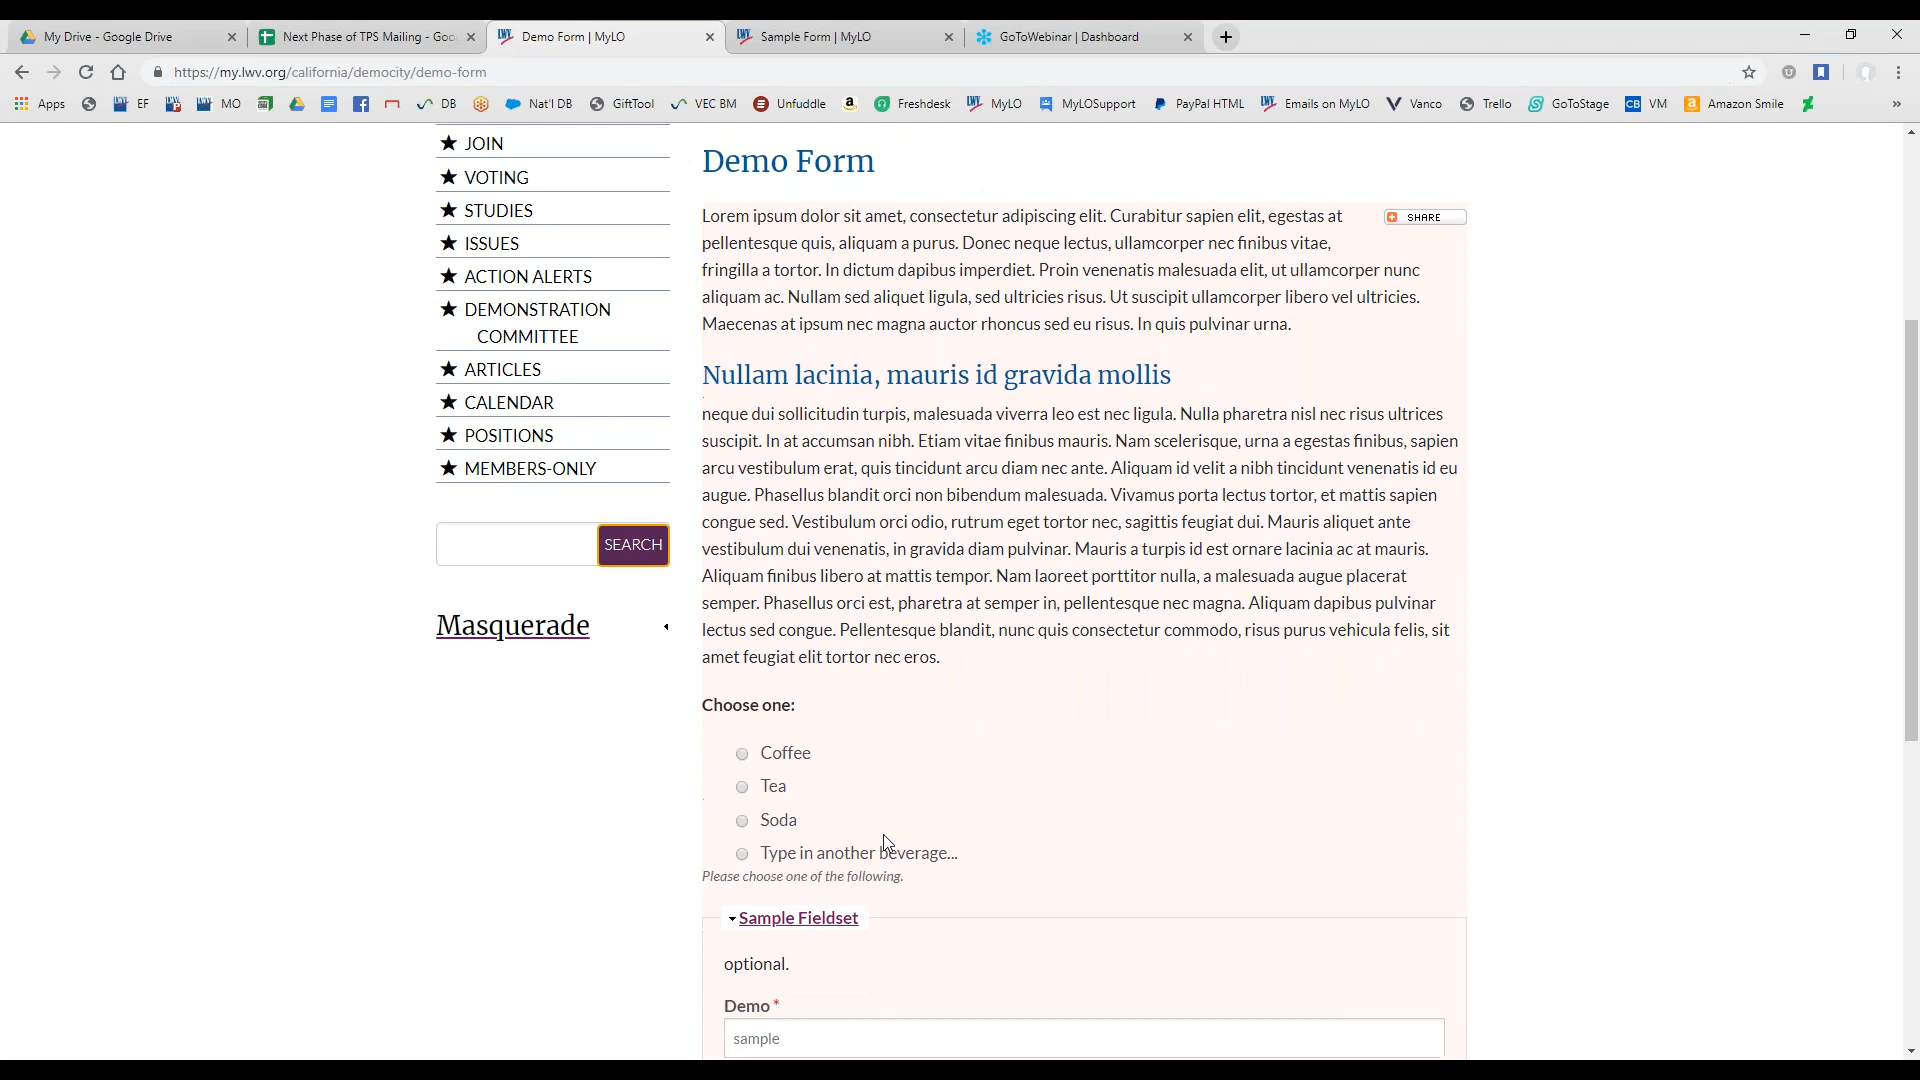 My Drive - Google Drive
Next Phase of TPS Mailing - Goo
Demo Form | MyLO
Sample Form | MyLO
GoToWebinar | Dashboard
https://my.lwv.org/california/democity/demo-form
Apps EF MO DB Nat'l DB GiftTool VEC BM Unfuddle Freshdesk MyLO MyLOSupport PayPal HTML Emails on MyLO Vanco Trello GoToStage VM Amazon Smile
JOIN
VOTING
STUDIES
ISSUES
ACTION ALERTS
DEMONSTRATION
COMMITTEE
ARTICLES
CALENDAR
POSITIONS
MEMBERS-ONLY
SEARCH
Masquerade
Demo Form
SHARE
Lorem ipsum dolor sit amet, consectetur adipiscing elit. Curabitur sapien elit, egestas at
pellentesque quis, aliquam a purus. Donec neque lectus, ullamcorper nec finibus vitae,
fringilla a tortor. In dictum dapibus imperdiet. Proin venenatis malesuada elit, ut ullamcorper nunc
aliquam ac. Nullam sed aliquet ligula, sed ultricies risus. Ut suscipit ullamcorper libero vel ultricies.
Maecenas at ipsum nec magna auctor rhoncus sed eu risus. In quis pulvinar urna.
Nullam lacinia, mauris id gravida mollis
neque dui sollicitudin turpis, malesuada viverra leo est nec ligula. Nulla pharetra nisl nec risus ultrices
suscipit. In at accumsan nibh. Etiam vitae finibus mauris. Nam scelerisque, urna a egestas finibus, sapien
arcu vestibulum erat, quis tincidunt arcu diam nec ante. Aliquam id velit a nibh tincidunt venenatis id eu
augue. Phasellus blandit orci non bibendum malesuada. Vivamus porta lectus tortor, et mattis sapien
congue sed. Vestibulum orci odio, rutrum eget tortor nec, sagittis feugiat dui. Mauris aliquet ante
vestibulum dui venenatis, in gravida diam pulvinar. Mauris a turpis id est ornare lacinia ac at mauris.
Aliquam finibus libero at mattis tempor. Nam laoreet porttitor nulla, a malesuada augue placerat
semper. Phasellus orci est, pharetra at semper in, pellentesque nec magna. Aliquam dapibus pulvinar
lectus sed congue. Pellentesque blandit, nunc quis consectetur commodo, risus purus vehicula felis, sit
amet feugiat elit tortor nec eros.
Choose one:
Coffee
Tea
Soda
Type in another beverage...
Please choose one of the following.
Sample Fieldset
optional.
Demo *
sample